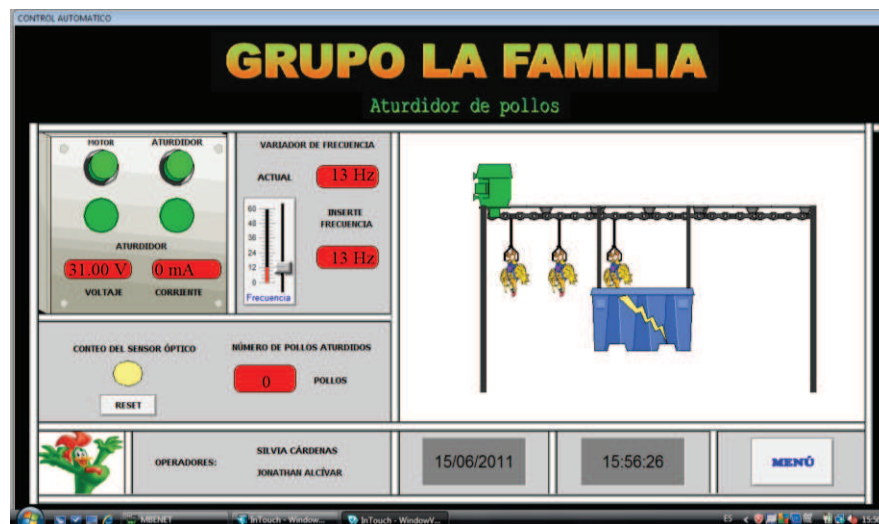 CONTROL AUTOMATICO
GRUPO LA FAMILIA
Aturdidor de pollos
MOTOR
ATURDIDOR
ATURDIDOR
31.00 V
0 mA
VOLTAJE
CORRIENTE
VARIADOR DE FRECUENCIA
ACTUAL
13 Hz
INSERTE
FRECUENCIA
13 Hz
60
48
36
24
12
0
Frecuencia
CONTEO DEL SENSOR ÓPTICO
RESET
NÚMERO DE POLLOS ATURDIDOS
0
POLLOS
OPERADORES:
SILVIA CÁRDENAS
JONATHAN ALCÍVAR
15/06/2011
15:56:26
MENÚ
MBENET
InTouch - Window...
InTouch - WindowV...
ES